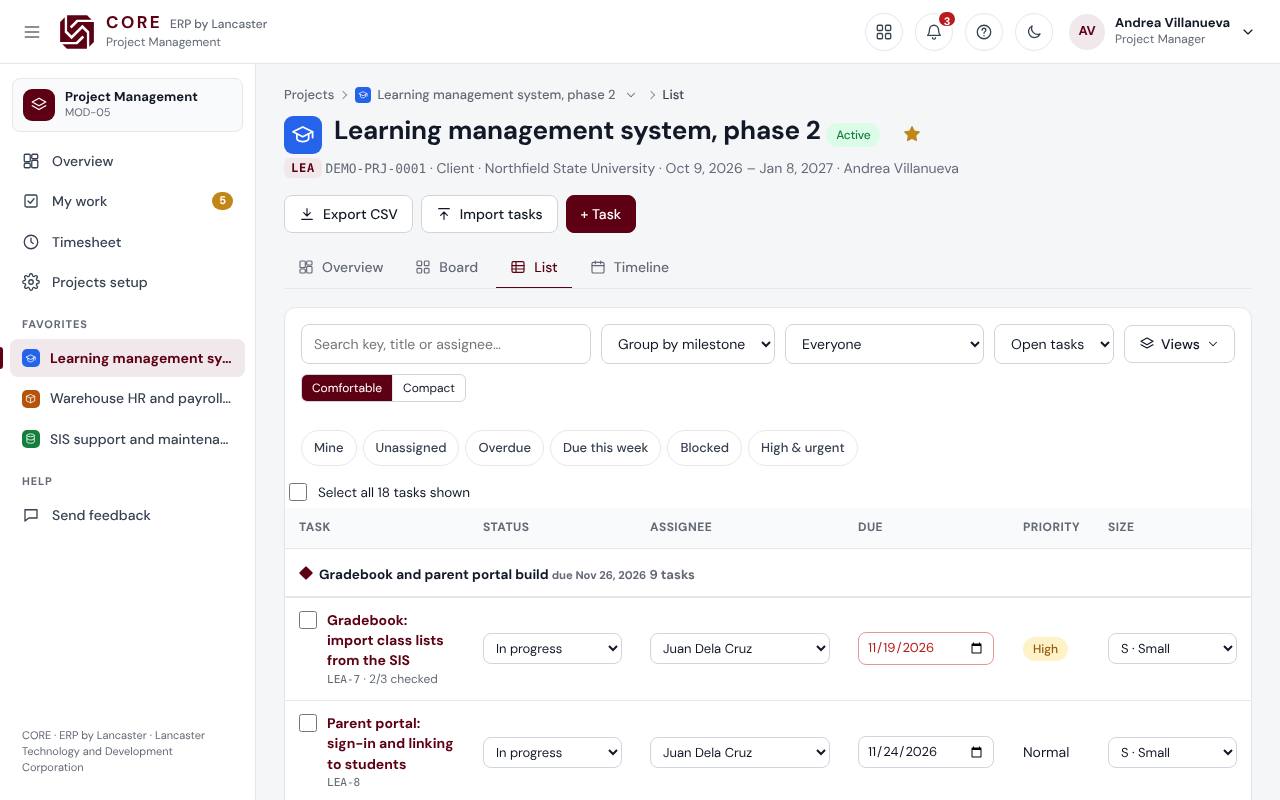 CORE ERP by Lancaster
Project Management
3
AV
Andrea Villanueva
Project Manager
Project Management
MOD-05
Overview
My work 5
Timesheet
Projects setup
FAVORITES
Learning management sy...
Warehouse HR and payroll...
SIS support and maintena...
HELP
Send feedback
CORE · ERP by Lancaster · Lancaster
Technology and Development
Corporation
Projects > Learning management system, phase 2 > List
Learning management system, phase 2 Active
LEA DEMO-PRJ-0001 · Client · Northfield State University · Oct 9, 2026 – Jan 8, 2027 · Andrea Villanueva
Export CSV Import tasks + Task
Overview Board List Timeline
Search key, title or assignee... Group by milestone Everyone Open tasks Views
Comfortable Compact
Mine Unassigned Overdue Due this week Blocked High & urgent
Select all 18 tasks shown
TASK STATUS ASSIGNEE DUE PRIORITY SIZE
Gradebook and parent portal build due Nov 26, 2026 9 tasks
Gradebook:
import class lists
from the SIS
LEA-7 · 2/3 checked
In progress Juan Dela Cruz 11/19/2026 High S · Small
Parent portal:
sign-in and linking
to students
LEA-8
In progress Juan Dela Cruz 11/24/2026 Normal S · Small